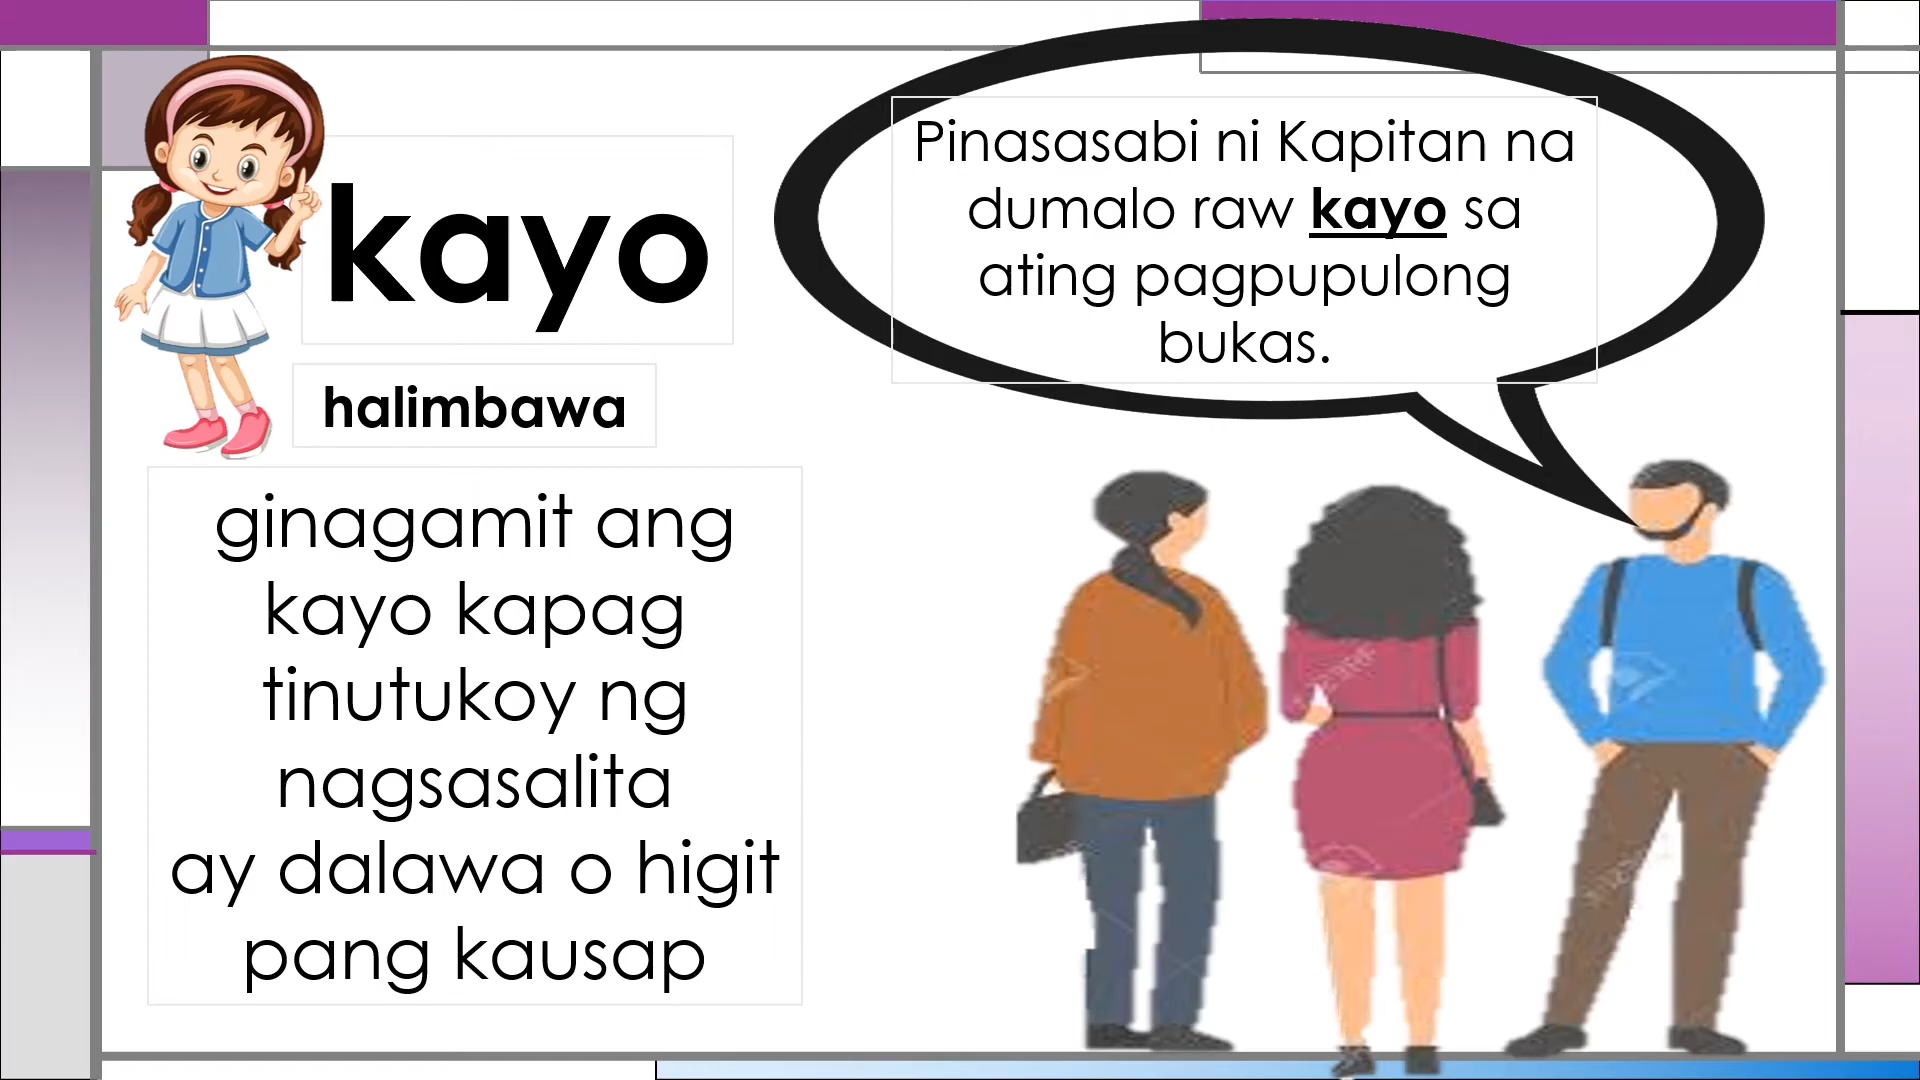 kayo
halimbawa
ginagamit ang
kayo kapag
tinutukoy ng
nagsasalita
ay dalawa o higit
pang kausap
Pinasasabi ni Kapitan na
dumalo raw kayo sa
ating pagpupulong
bukas.